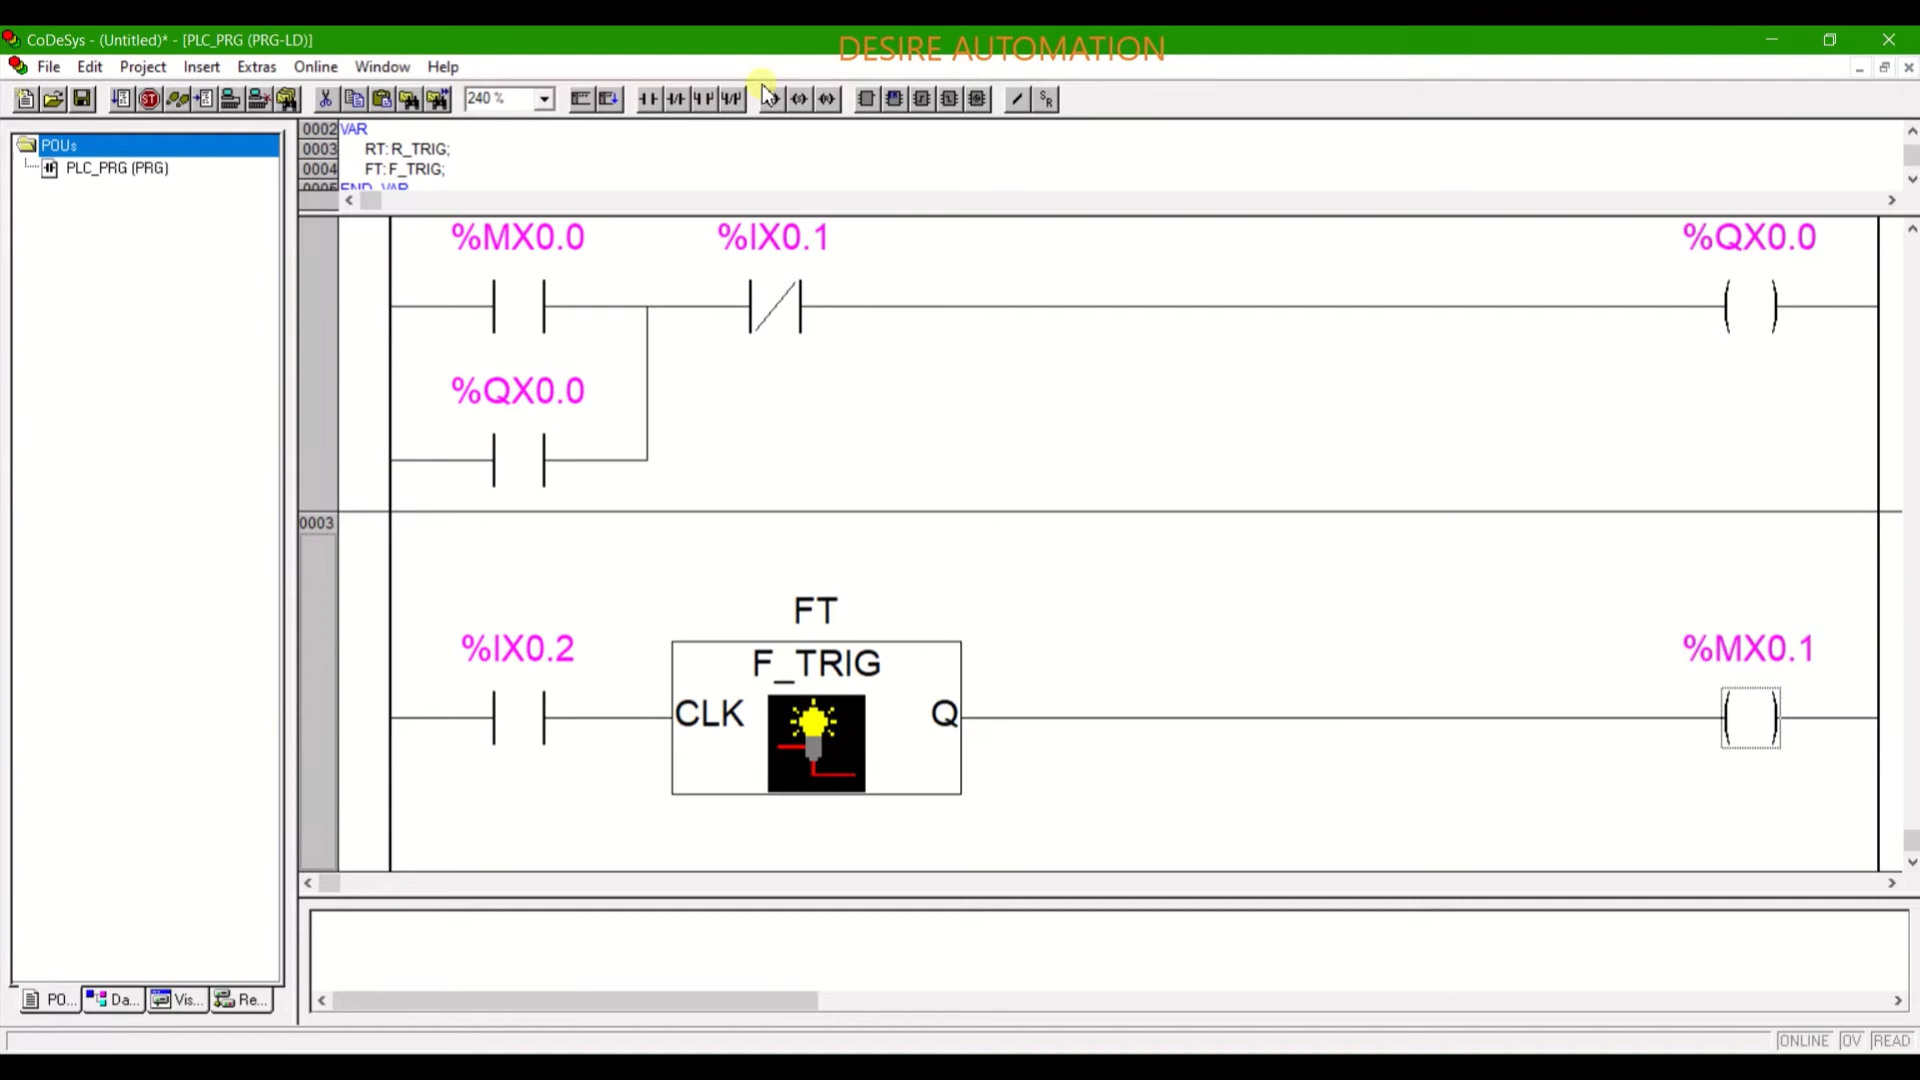 CoDeSys - (Untitled)* - [PLC_PRG (PRG-LD)]
DESIRE AUTOMATION
File Edit Project Insert Extras Online Window Help
240 %
POUs
PLC_PRG (PRG)
0002 VAR
0003 RT: R_TRIG;
0004 FT: F_TRIG;
0005 END_VAR
%MX0.0 %IX0.1 %QX0.0
%QX0.0
0003
FT
%IX0.2 F_TRIG %MX0.1
CLK Q
PO... Da... Vis... Re...
ONLINE OV READ